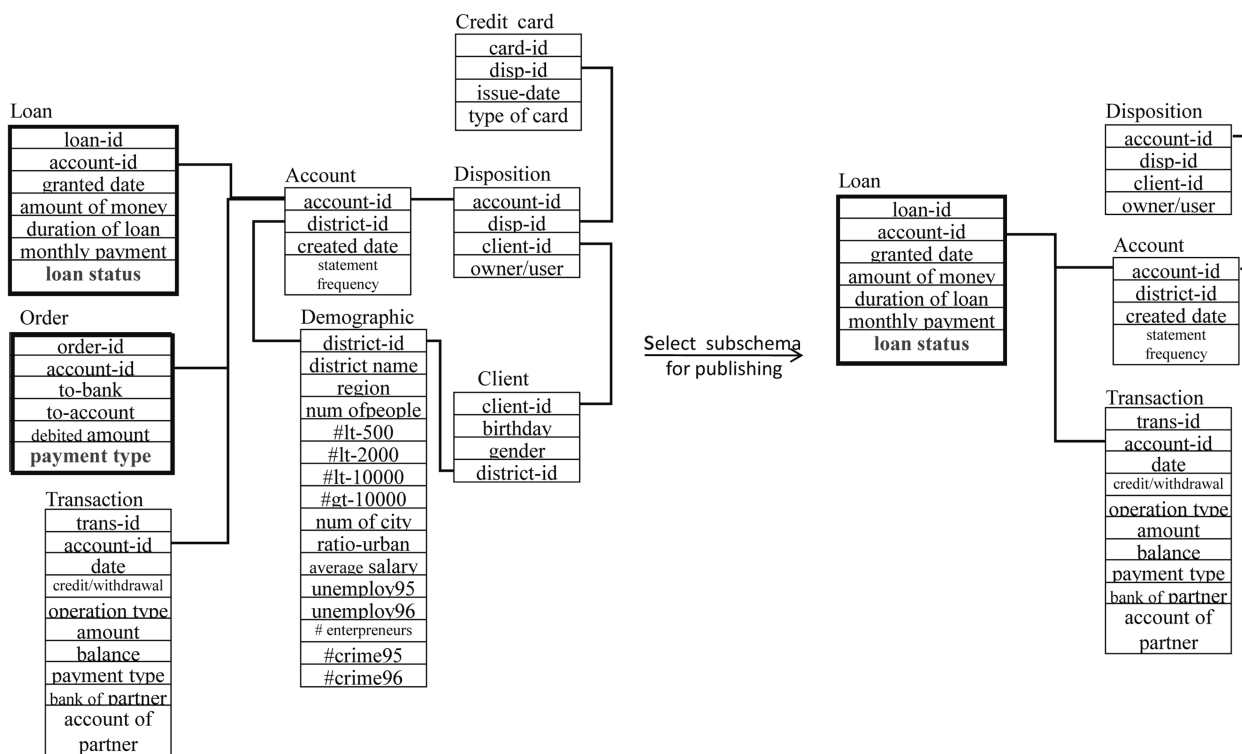 Credit card
card-id
disp-id
issue-date
type of card
Loan
loan-id
account-id
granted date
amount of money
duration of loan
monthly payment
loan status
Account
account-id
district-id
created date
statement
frequency
Disposition
account-id
disp-id
client-id
owner/user
Order
order-id
account-id
to-bank
to-account
debited amount
payment type
Demographic
district-id
district name
region
num ofpeople
#lt-500
#lt-2000
#lt-10000
#gt-10000
num of city
ratio-urban
average salary
unemploy95
unemploy96
# enterpreneurs
#crime95
#crime96
Client
client-id
birthday
gender
district-id
Transaction
trans-id
account-id
date
credit/withdrawal
operation type
amount
balance
payment type
bank of partner
account of
partner
Select subschema
for publishing
Loan
loan-id
account-id
granted date
amount of money
duration of loan
monthly payment
loan status
Disposition
account-id
disp-id
client-id
owner/user
Account
account-id
district-id
created date
statement
frequency
Transaction
trans-id
account-id
date
credit/withdrawal
operation type
amount
balance
payment type
bank of partner
account of
partner